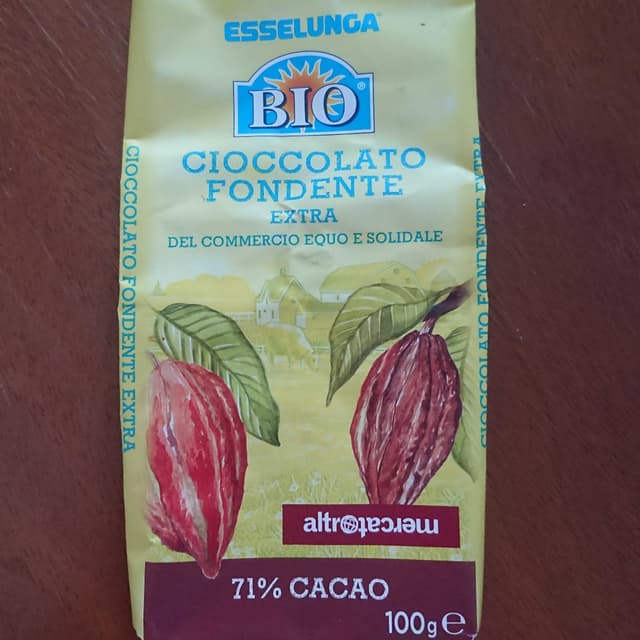 ESSELUNGA®
BIO®
CIOCCOLATO
FONDENTE
EXTRA
DEL COMMERCIO EQUO E SOLIDALE
CIOCCOLATO FONDENTE EXTRA
CIOCCOLATO FONDENTE EXTRA
altromercato
71% CACAO
100g e